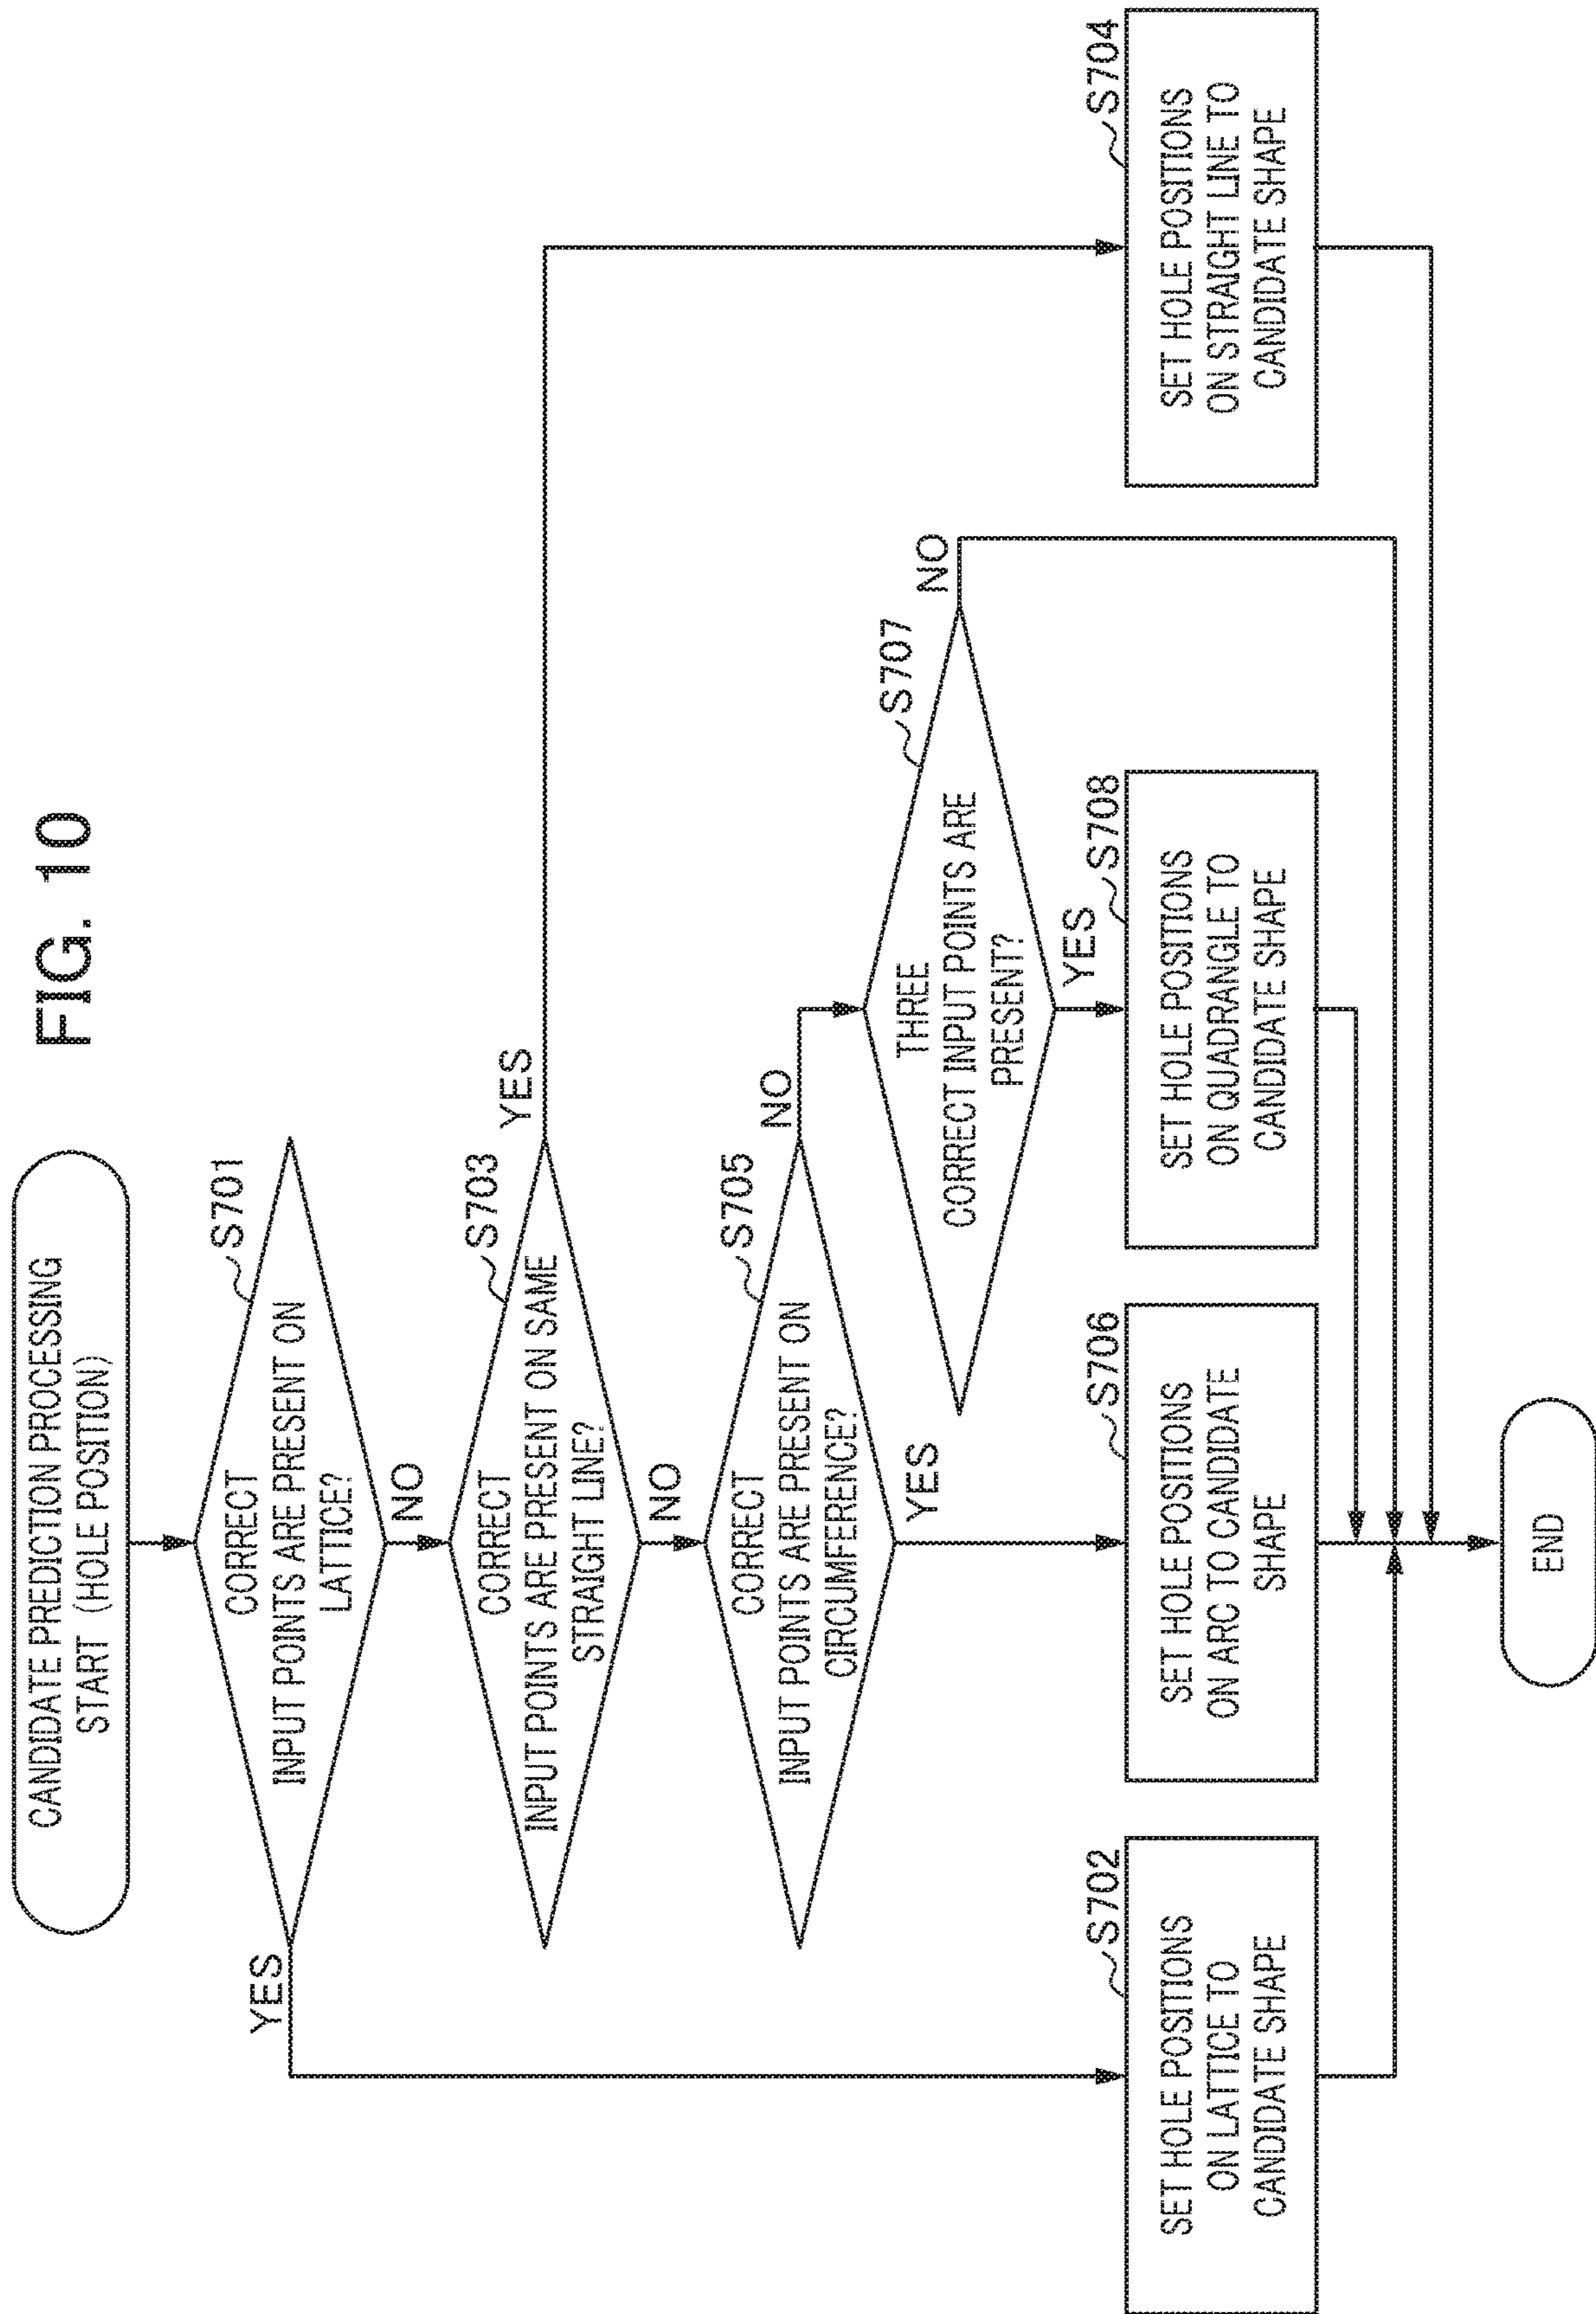 FIG. 10
CANDIDATE PREDICTION PROCESSING
START (HOLE POSITION)
S701
CORRECT
INPUT POINTS ARE PRESENT ON
LATTICE?
YES
NO
S703
CORRECT
INPUT POINTS ARE PRESENT ON SAME
STRAIGHT LINE?
YES
NO
S705
CORRECT
INPUT POINTS ARE PRESENT ON
CIRCUMFERENCE?
NO
YES
S707
THREE
CORRECT INPUT POINTS ARE
PRESENT?
NO
YES
S702
SET HOLE POSITIONS
ON LATTICE TO
CANDIDATE SHAPE
S706
SET HOLE POSITIONS
ON ARC TO CANDIDATE
SHAPE
S708
SET HOLE POSITIONS
ON QUADRANGLE TO
CANDIDATE SHAPE
S704
SET HOLE POSITIONS
ON STRAIGHT LINE TO
CANDIDATE SHAPE
END